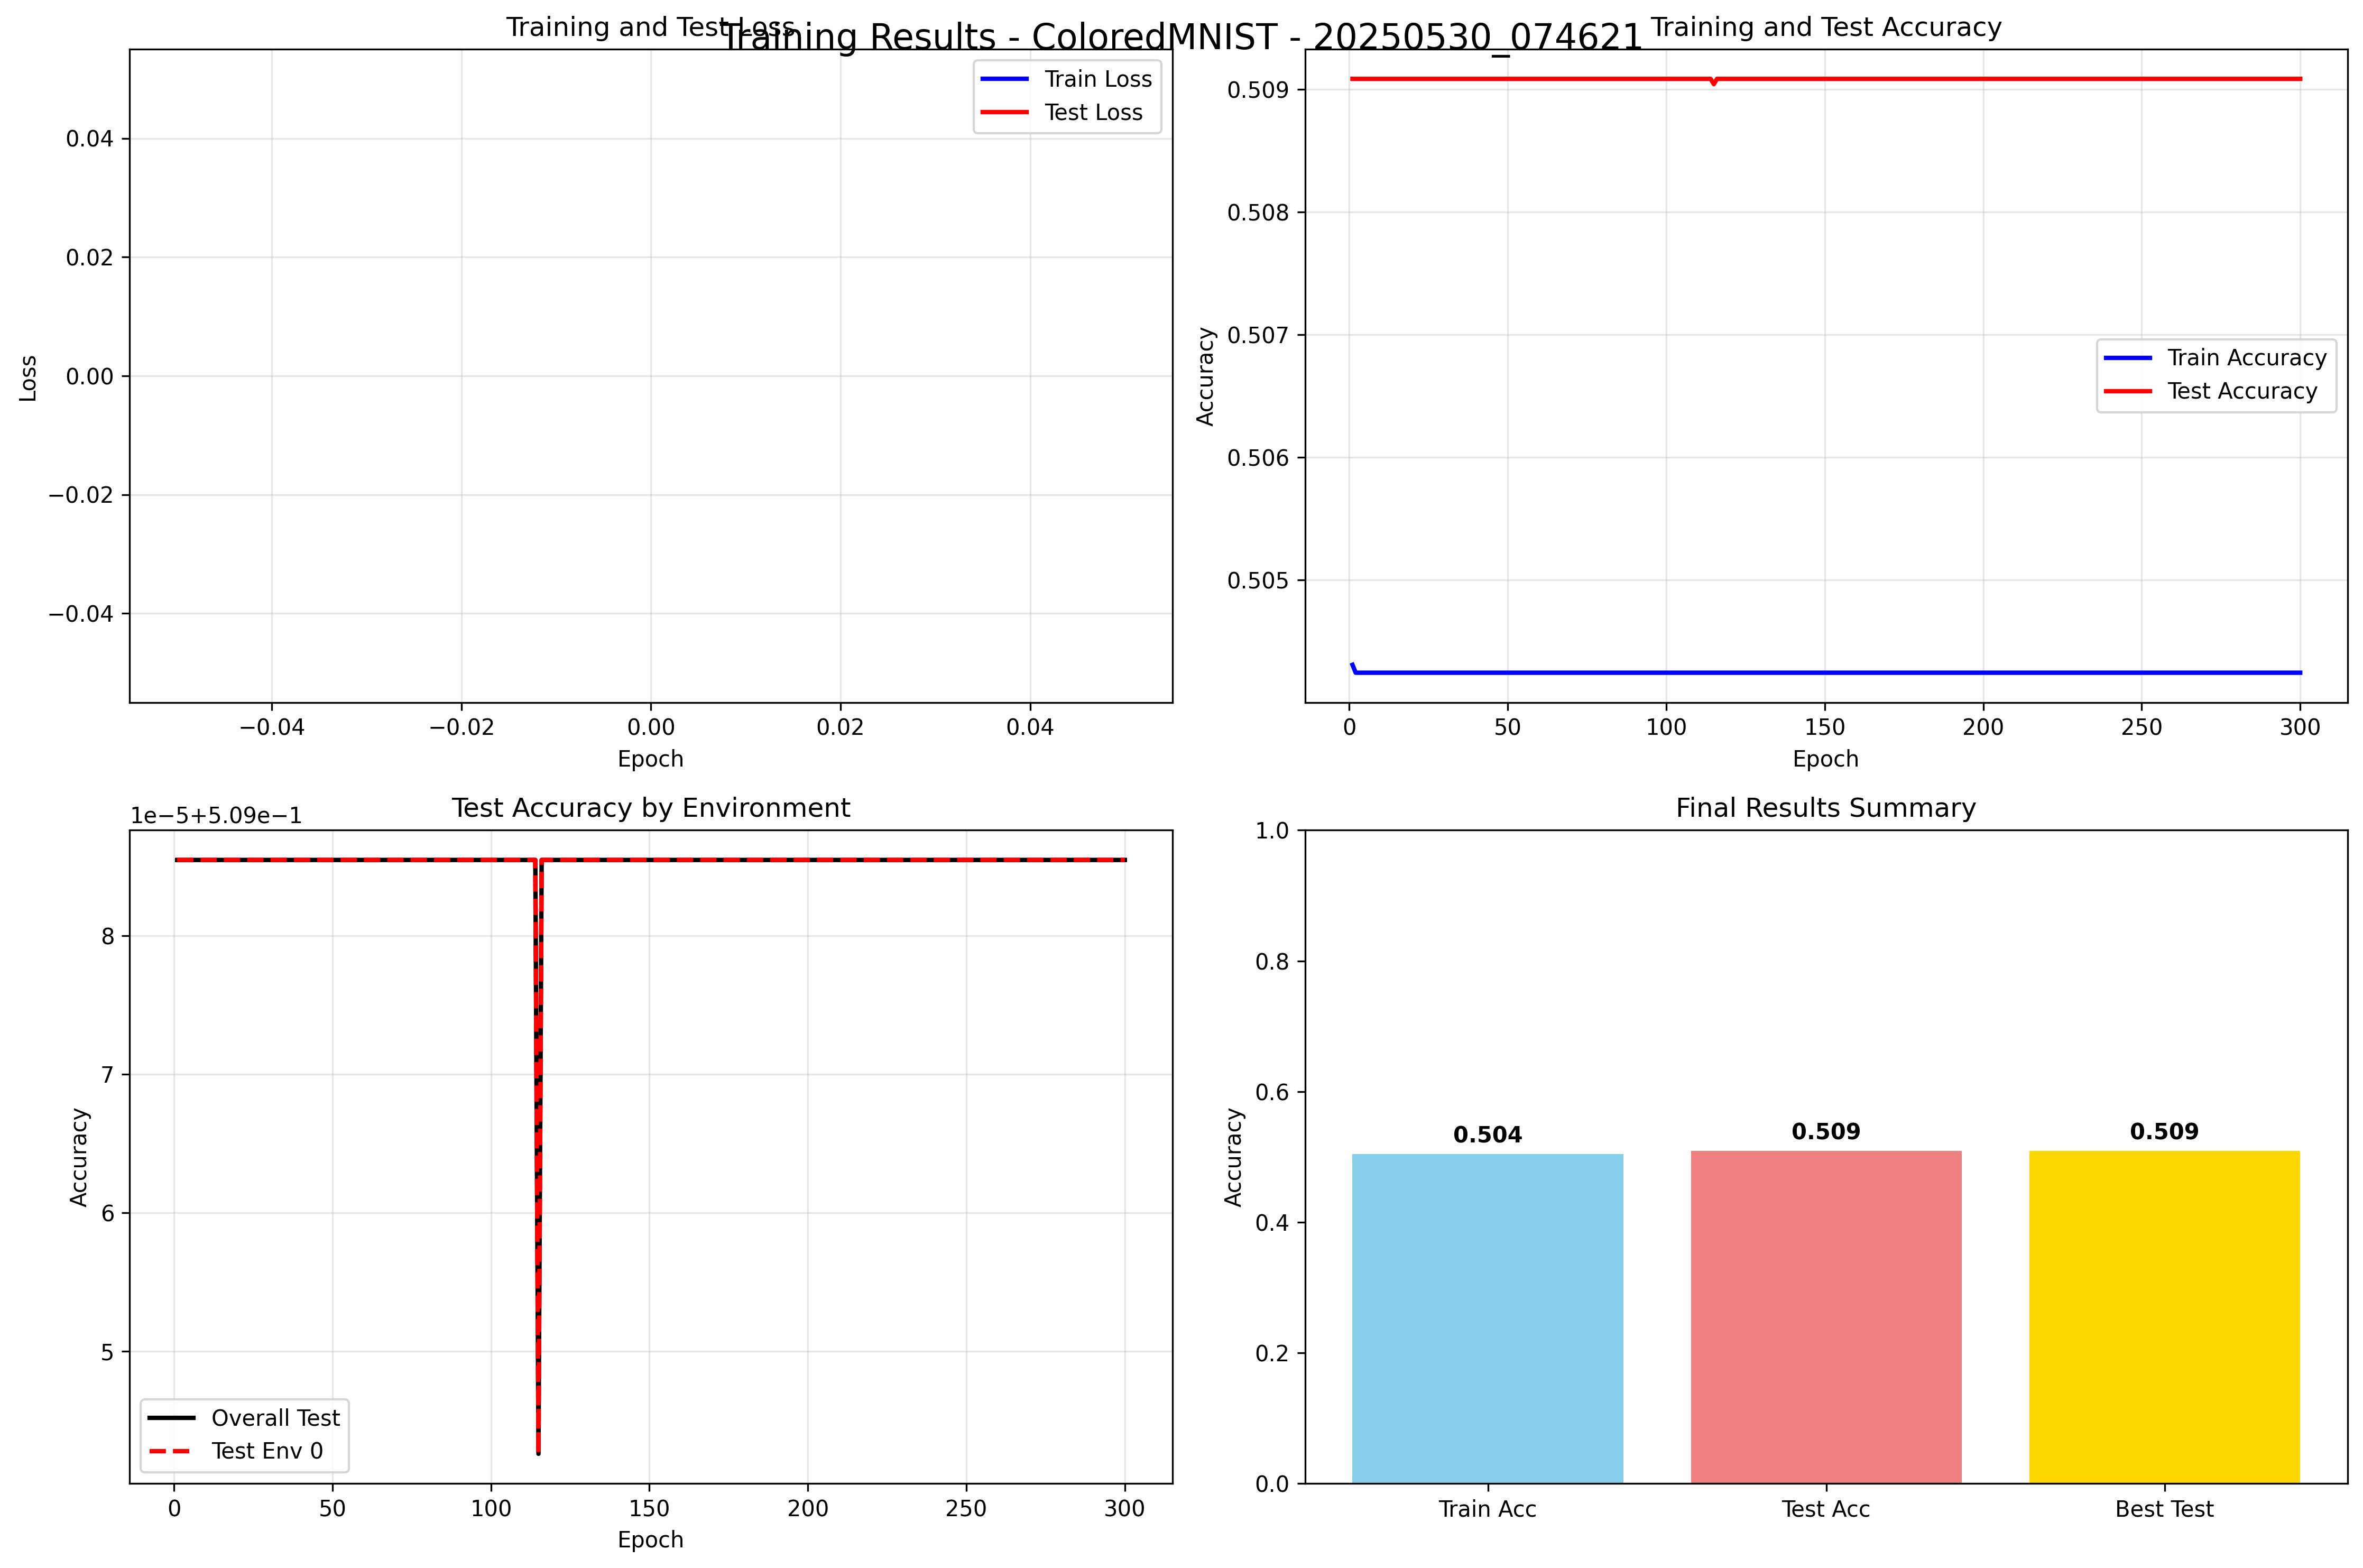 Training Results - ColoredMNIST - 20250530_074621
Training and Test Loss
Train Loss
Test Loss
0.04
0.02
0.00
−0.02
−0.04
Loss
−0.04 −0.02 0.00 0.02 0.04
Epoch
Training and Test Accuracy
0.509
0.508
0.507
0.506
0.505
Accuracy
Train Accuracy
Test Accuracy
0 50 100 150 200 250 300
Epoch
Test Accuracy by Environment
1e−5+5.09e−1
8
7
6
5
Accuracy
Overall Test
Test Env 0
0 50 100 150 200 250 300
Epoch
Final Results Summary
1.0
0.8
0.6
0.4
0.2
0.0
Accuracy
0.504 0.509 0.509
Train Acc Test Acc Best Test